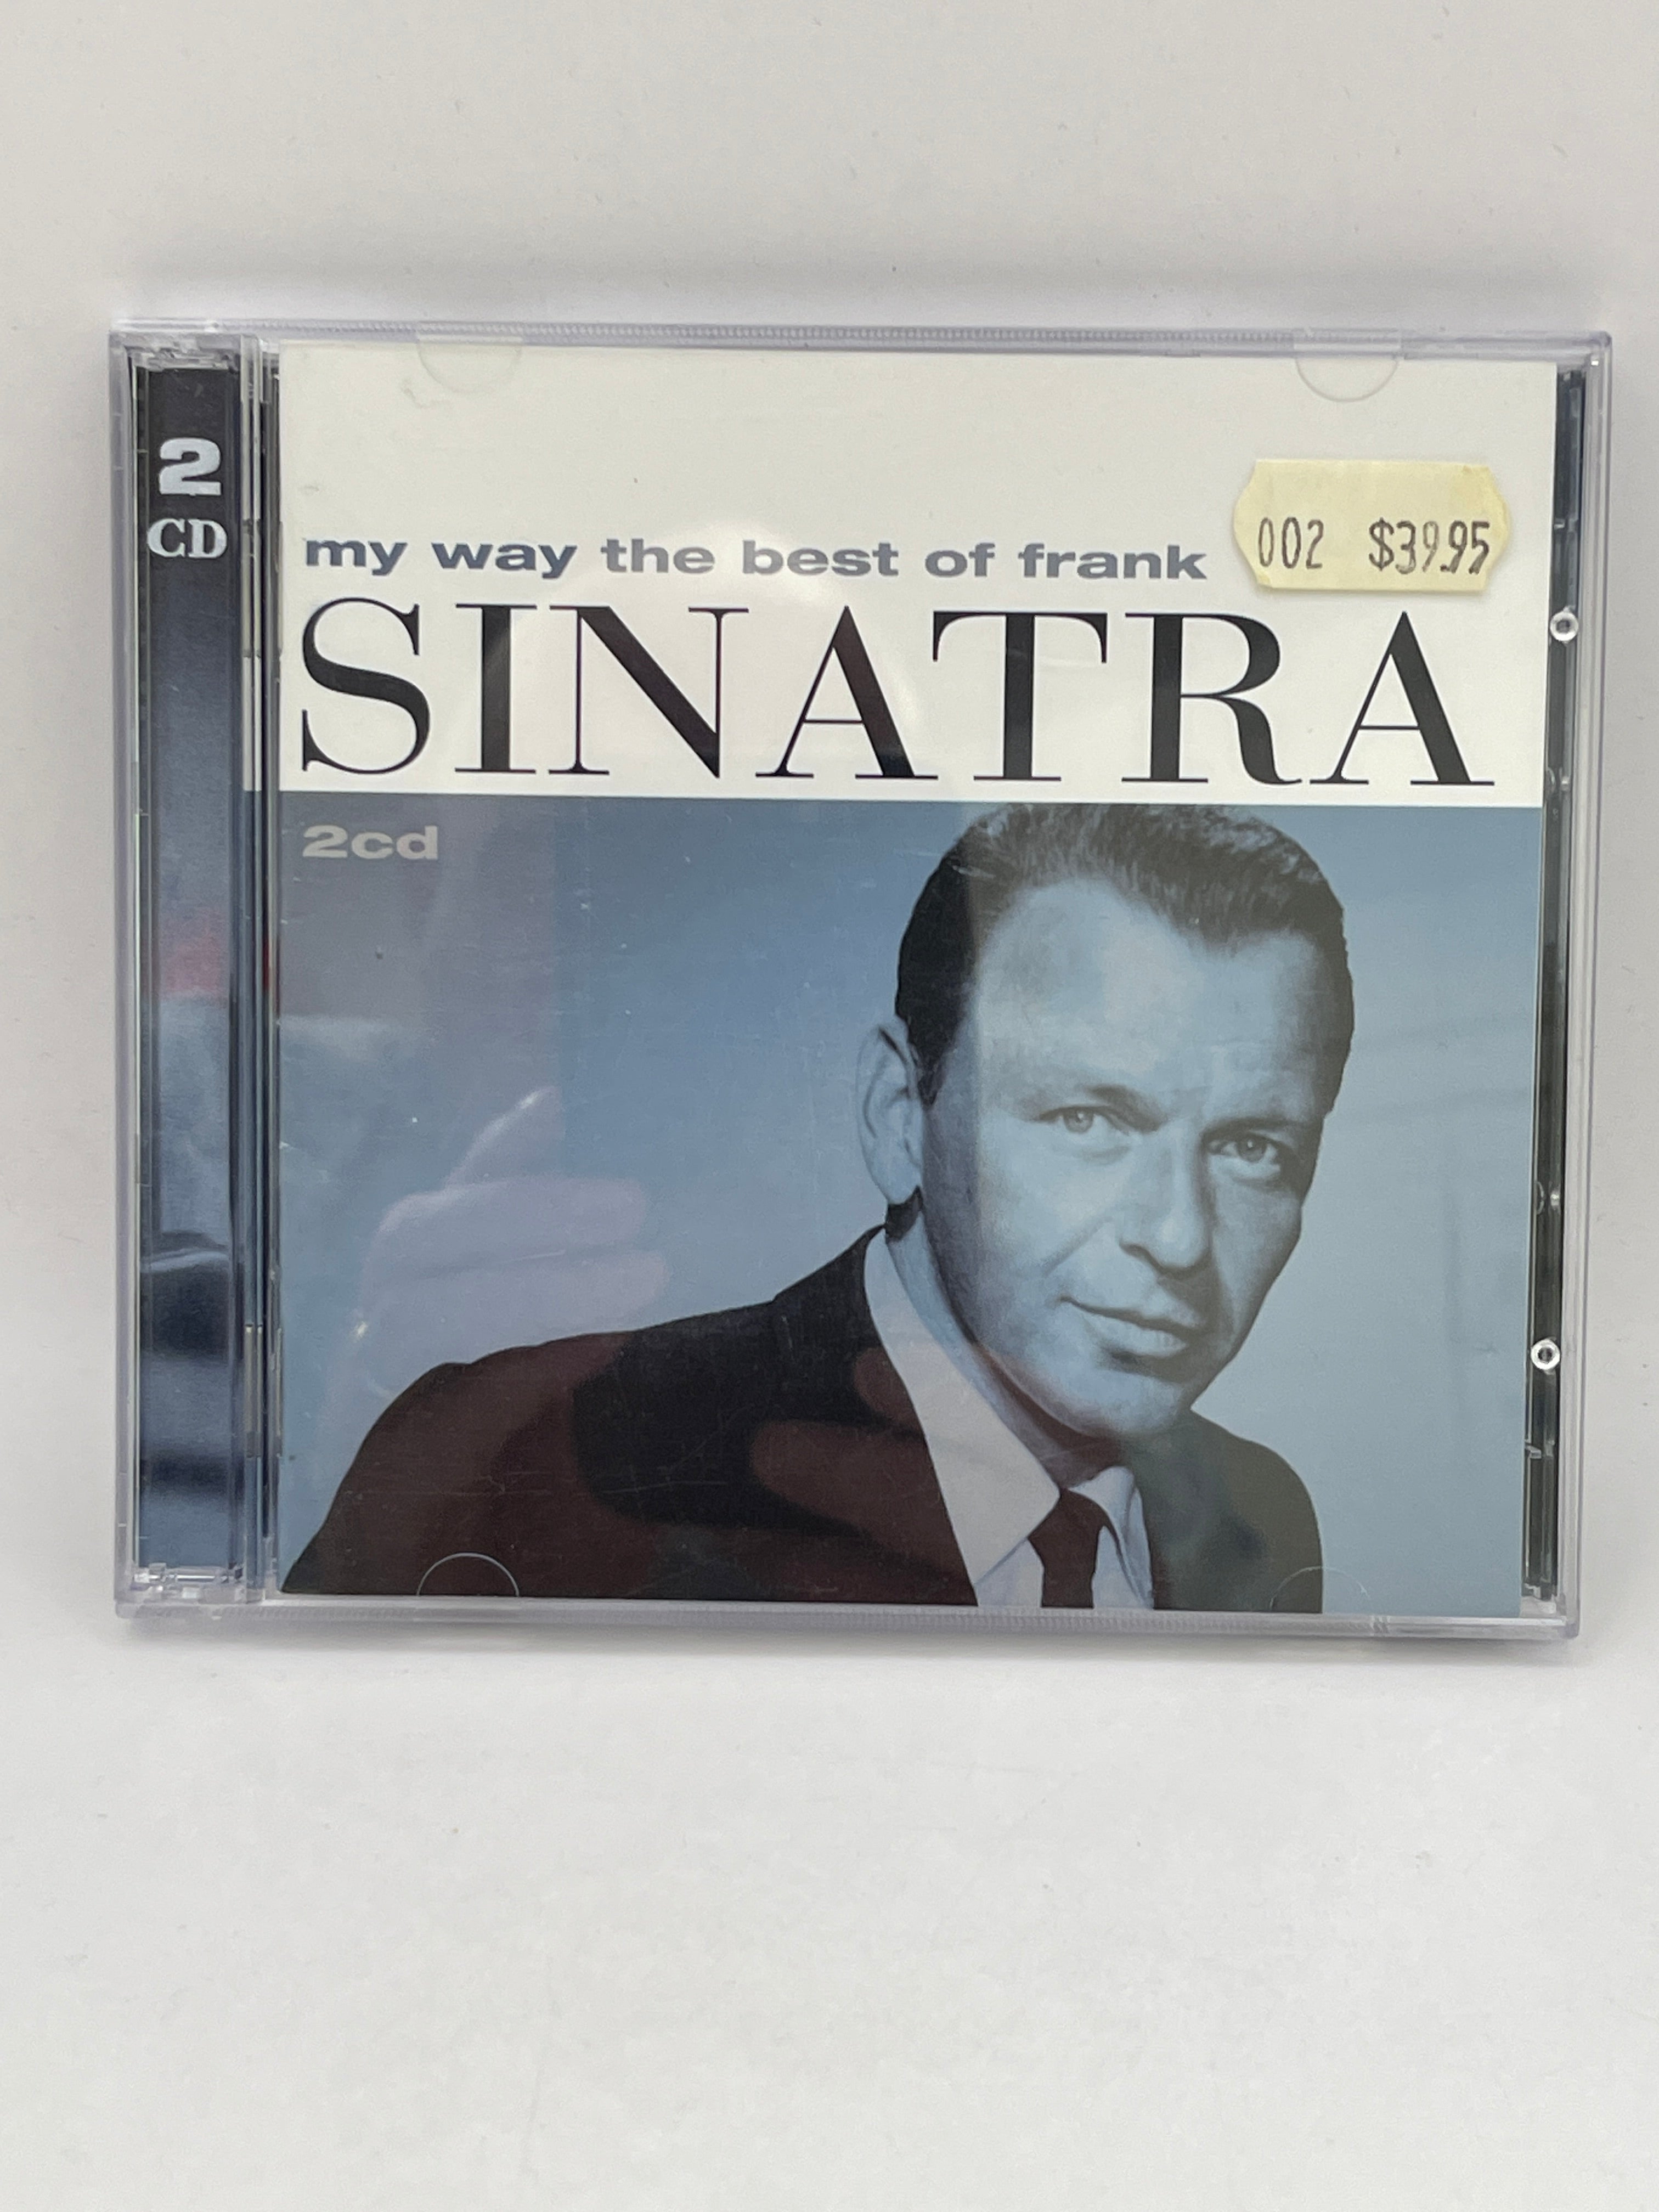 2
CD
my way the best of frank
002 $39.95
SINATRA
2cd